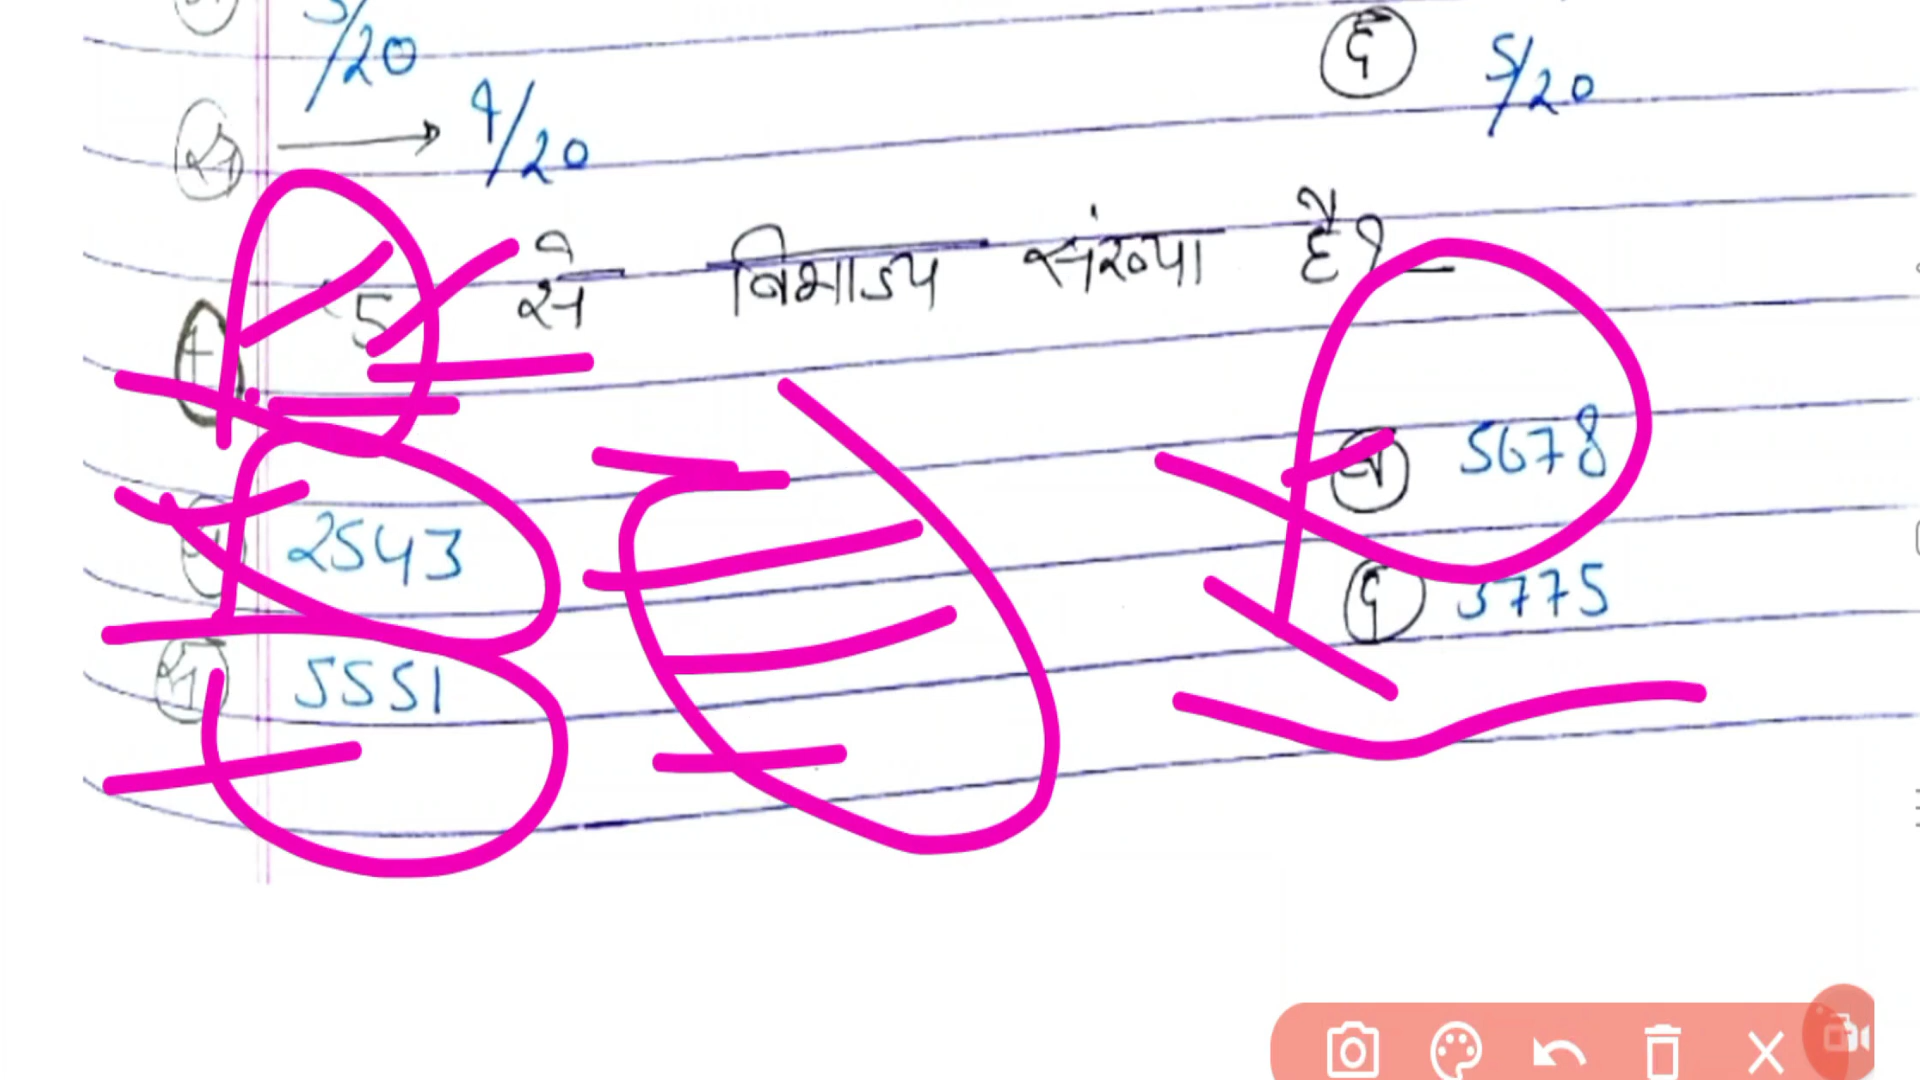 5/20
द 5/20
स → 4/20
5 से विभाज्य संख्या है?
अ 2543
ब 5678
स 5551
द 3775